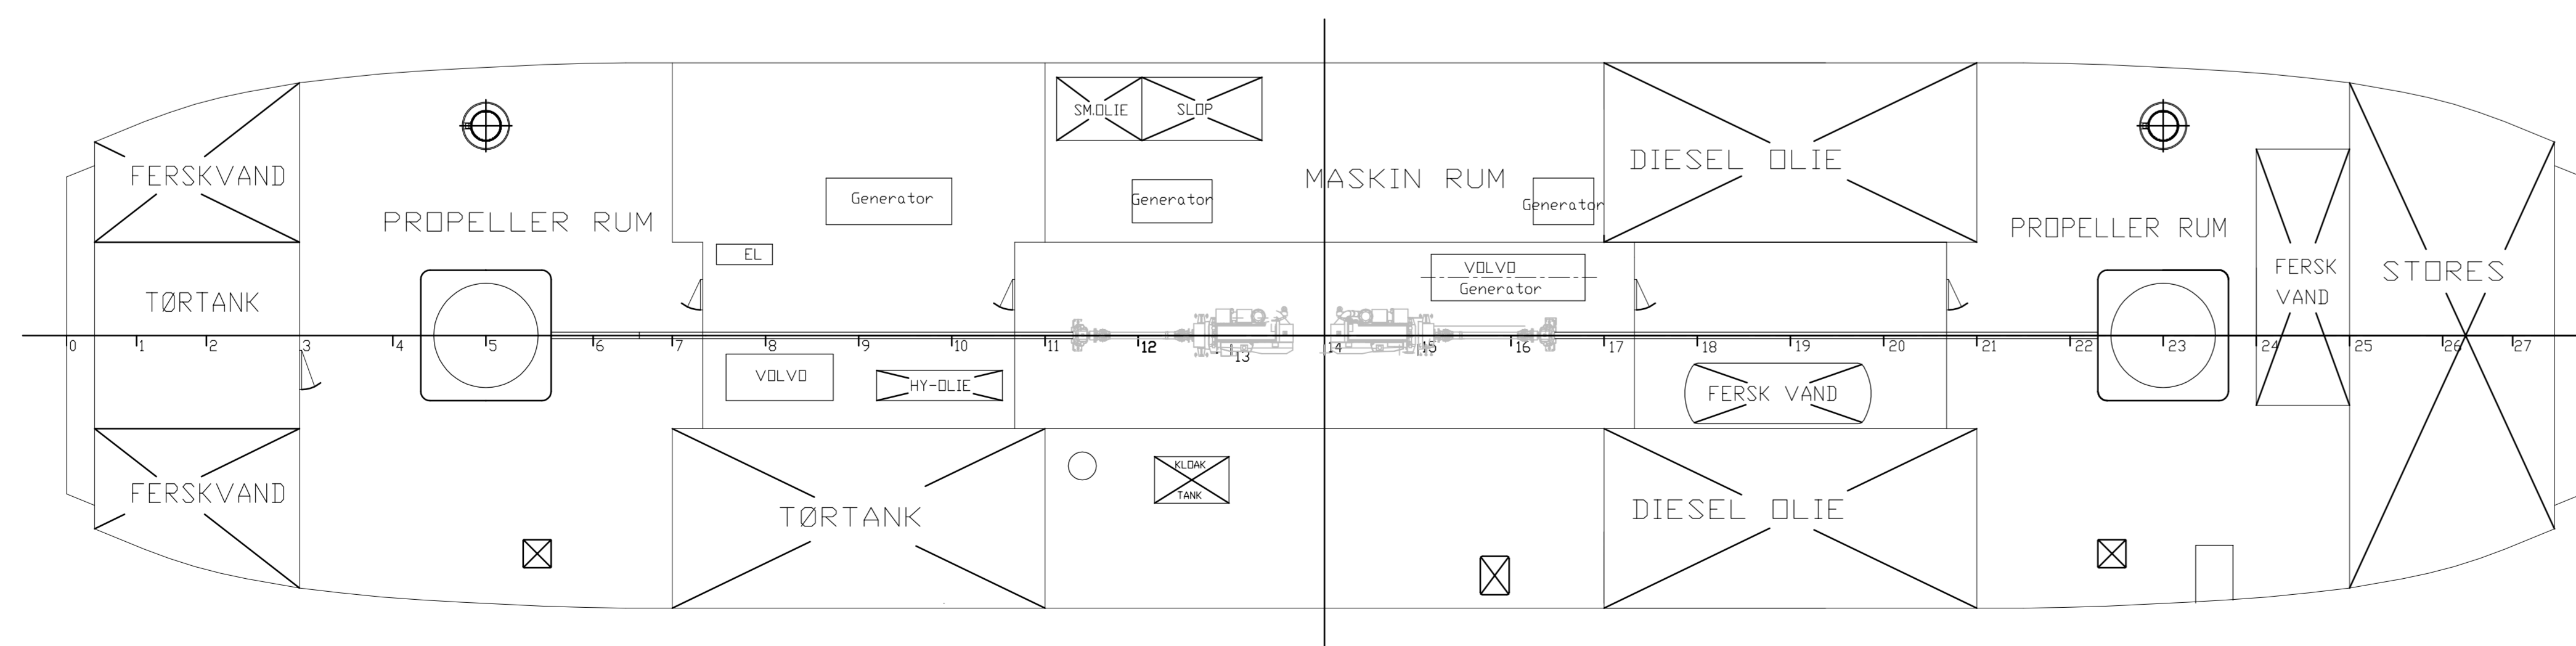 SM.OLIE SLOP
FERSKVAND
PROPELLER RUM
Generator
Generator
MASKIN RUM
Generator
DIESEL OLIE
PROPELLER RUM
EL
VOLVO
Generator
FERSK
VAND
STORES
TØRTANK
0 1 2 3 4 5 6 7 8 9 10 11 12 13 14 15 16 17 18 19 20 21 22 23 24 25 26 27
VOLVO
HY-OLIE
FERSK VAND
FERSKVAND
TØRTANK
KLOAK
TANK
DIESEL OLIE